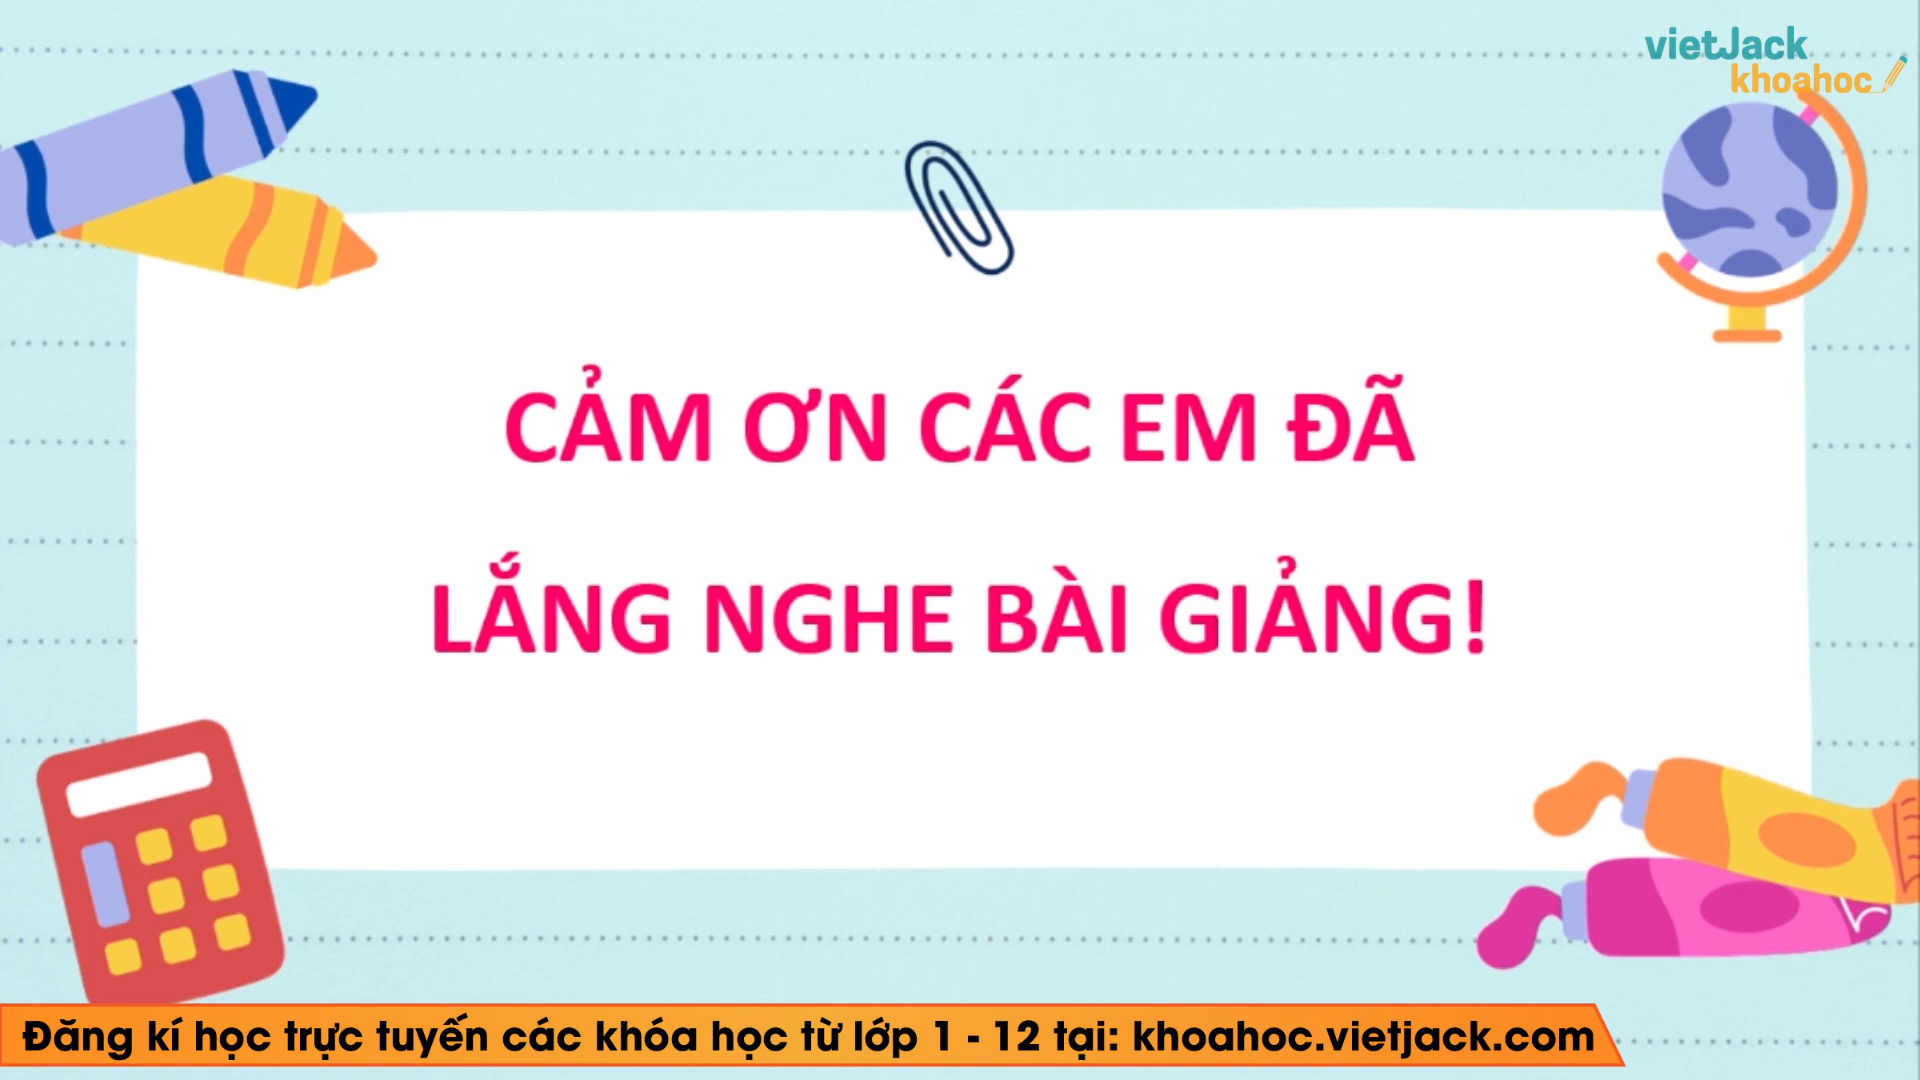 vietJack
khoahoc
CẢM ƠN CÁC EM ĐÃ
LẮNG NGHE BÀI GIẢNG!
Đăng kí học trực tuyến các khóa học từ lớp 1 - 12 tại: khoahoc.vietjack.com